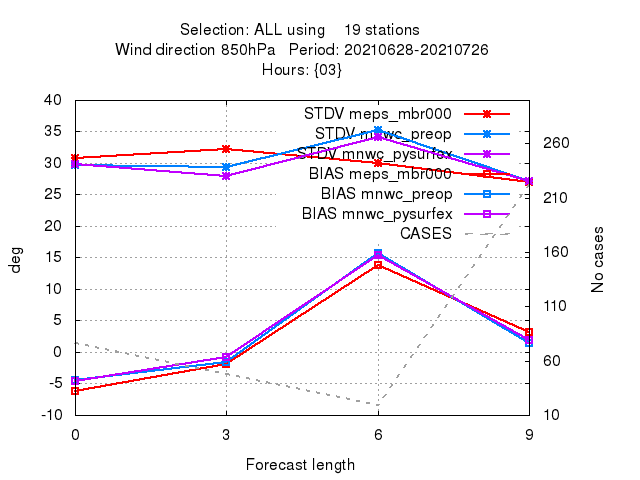 Selection: ALL using 19 stations
Wind direction 850hPa Period: 20210628-20210726
Hours: {03}
40
35
30
25
20
15
10
5
0
-5
-10
deg
STDV meps_mbr000
STDV mnwc_preop
STDV mnwc_pysurfex
BIAS meps_mbr000
BIAS mnwc_preop
BIAS mnwc_pysurfex
CASES
260
210
160
110
60
10
No cases
0 3 6 9
Forecast length